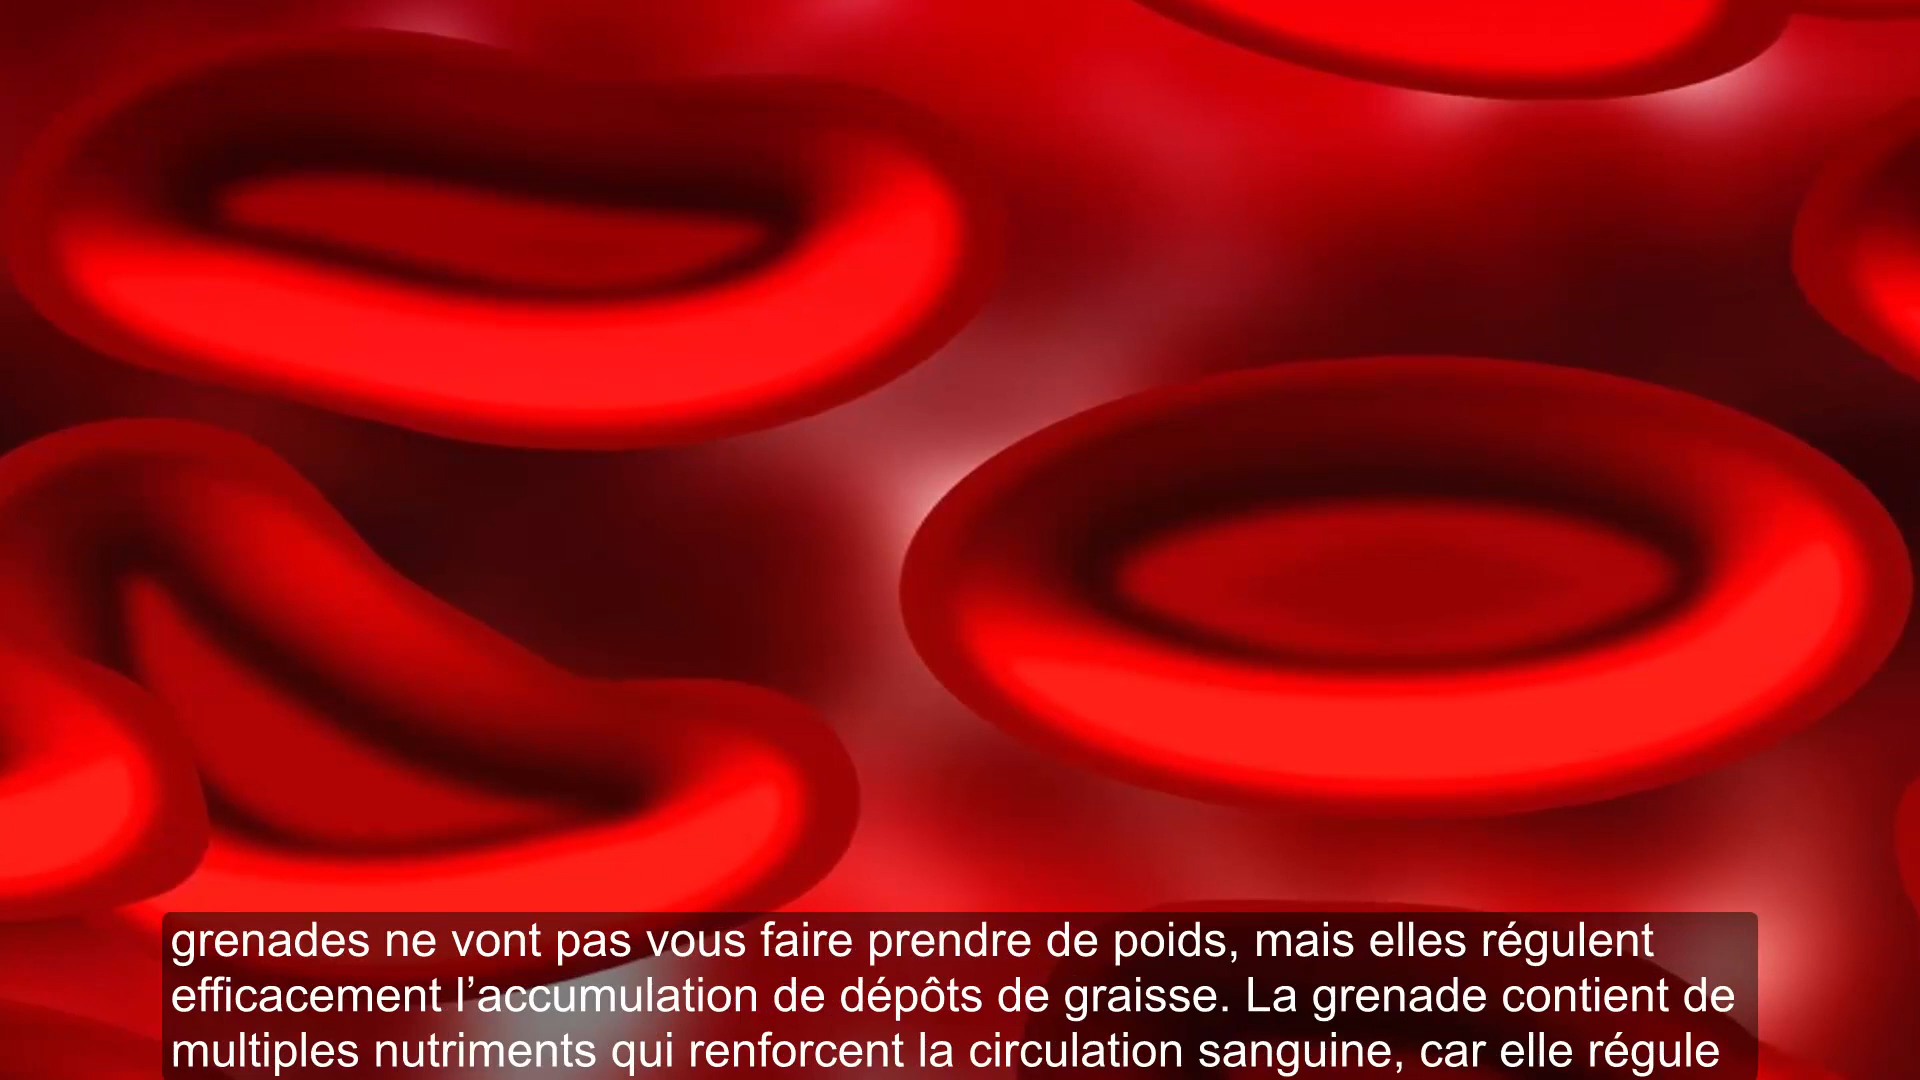 grenades ne vont pas vous faire prendre de poids, mais elles régulent
efficacement l’accumulation de dépôts de graisse. La grenade contient de
multiples nutriments qui renforcent la circulation sanguine, car elle régule